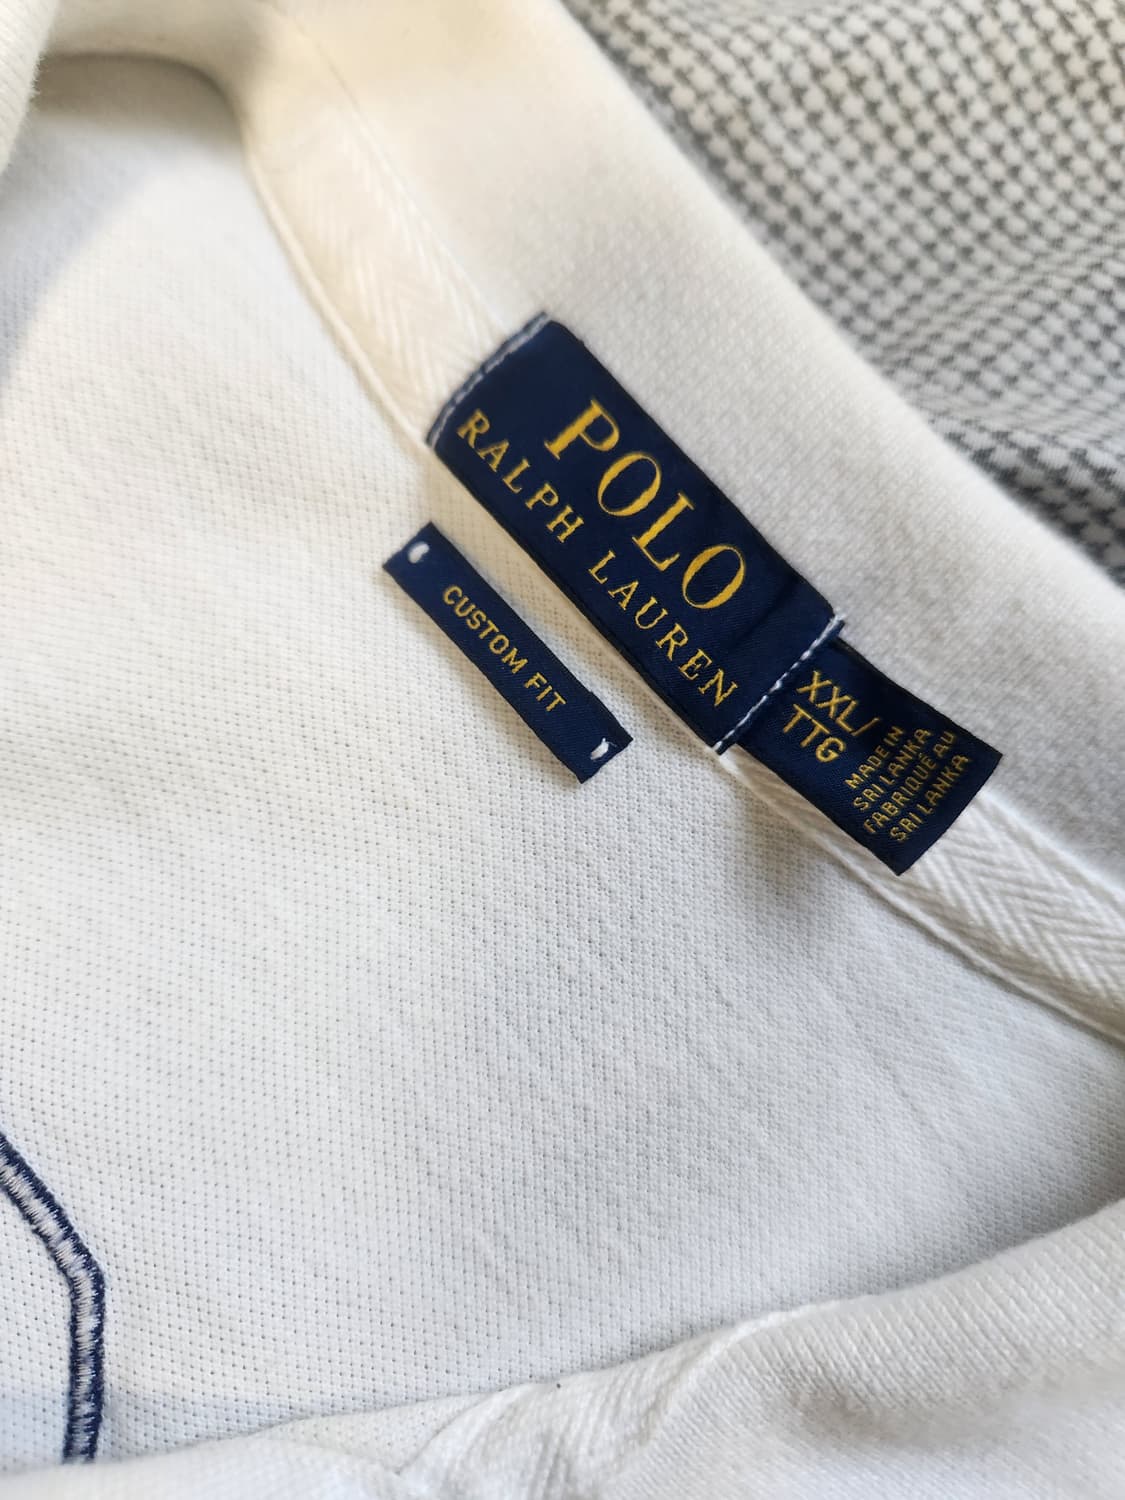 POLO
RALPH LAUREN
CUSTOM FIT
XXL/
TTG
MADE IN
SRI LANKA
FABRIQUÉ AU
SRI LANKA